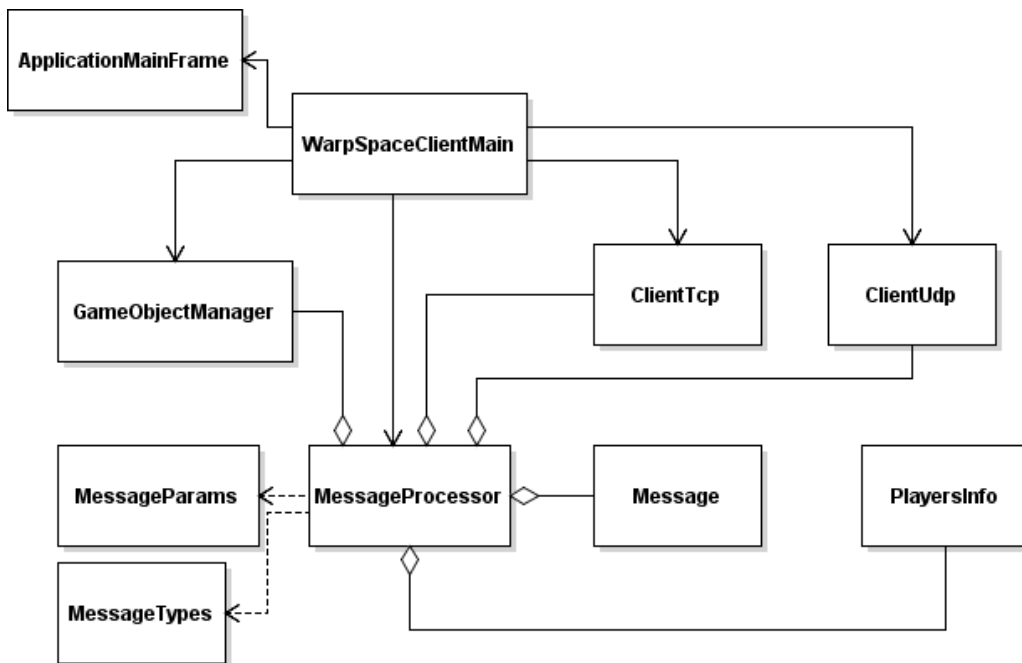 ApplicationMainFrame
WarpSpaceClientMain
GameObjectManager
ClientTcp
ClientUdp
MessageParams
MessageProcessor
Message
PlayersInfo
MessageTypes